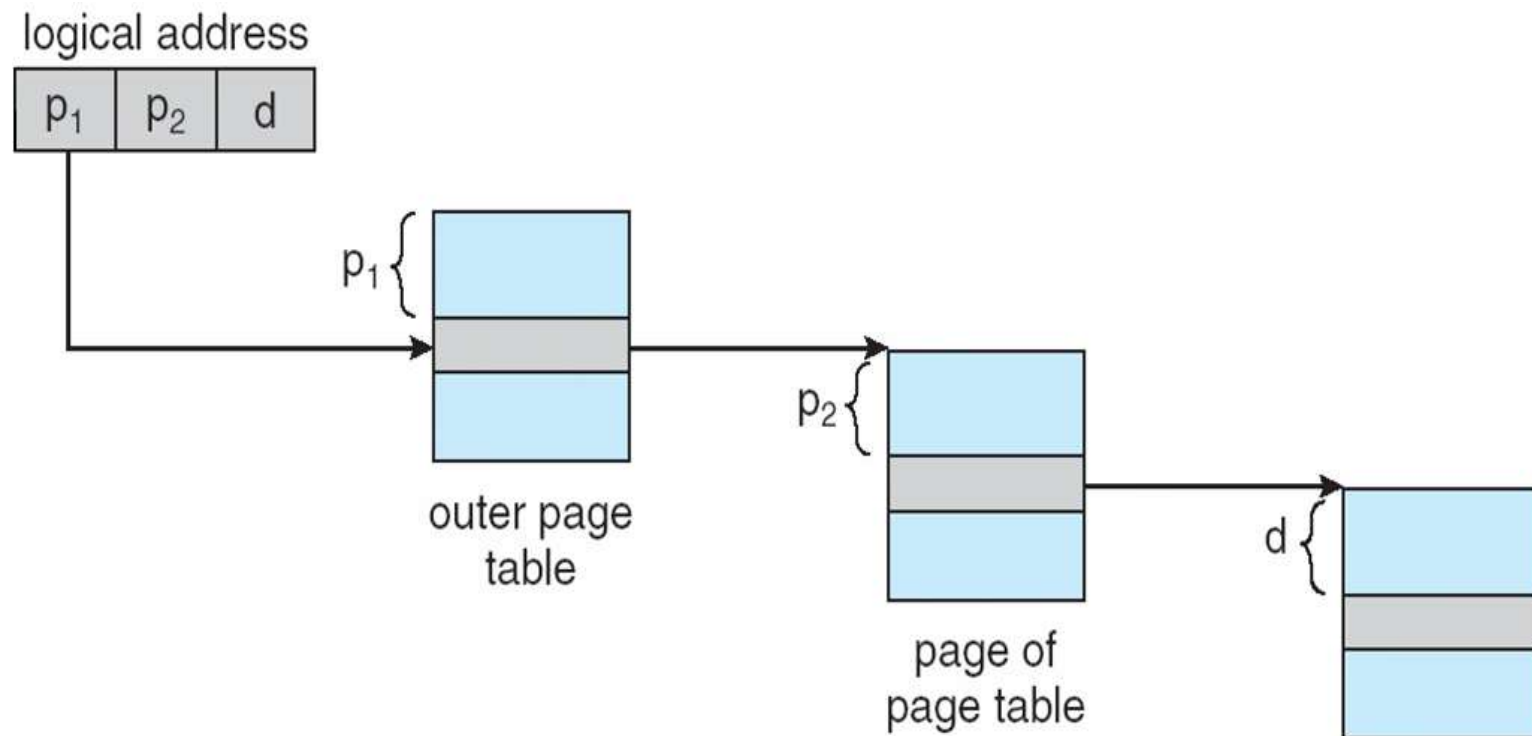 logical address
p₁ p₂ d
p₁
p₂
outer page
table
d
page of
page table